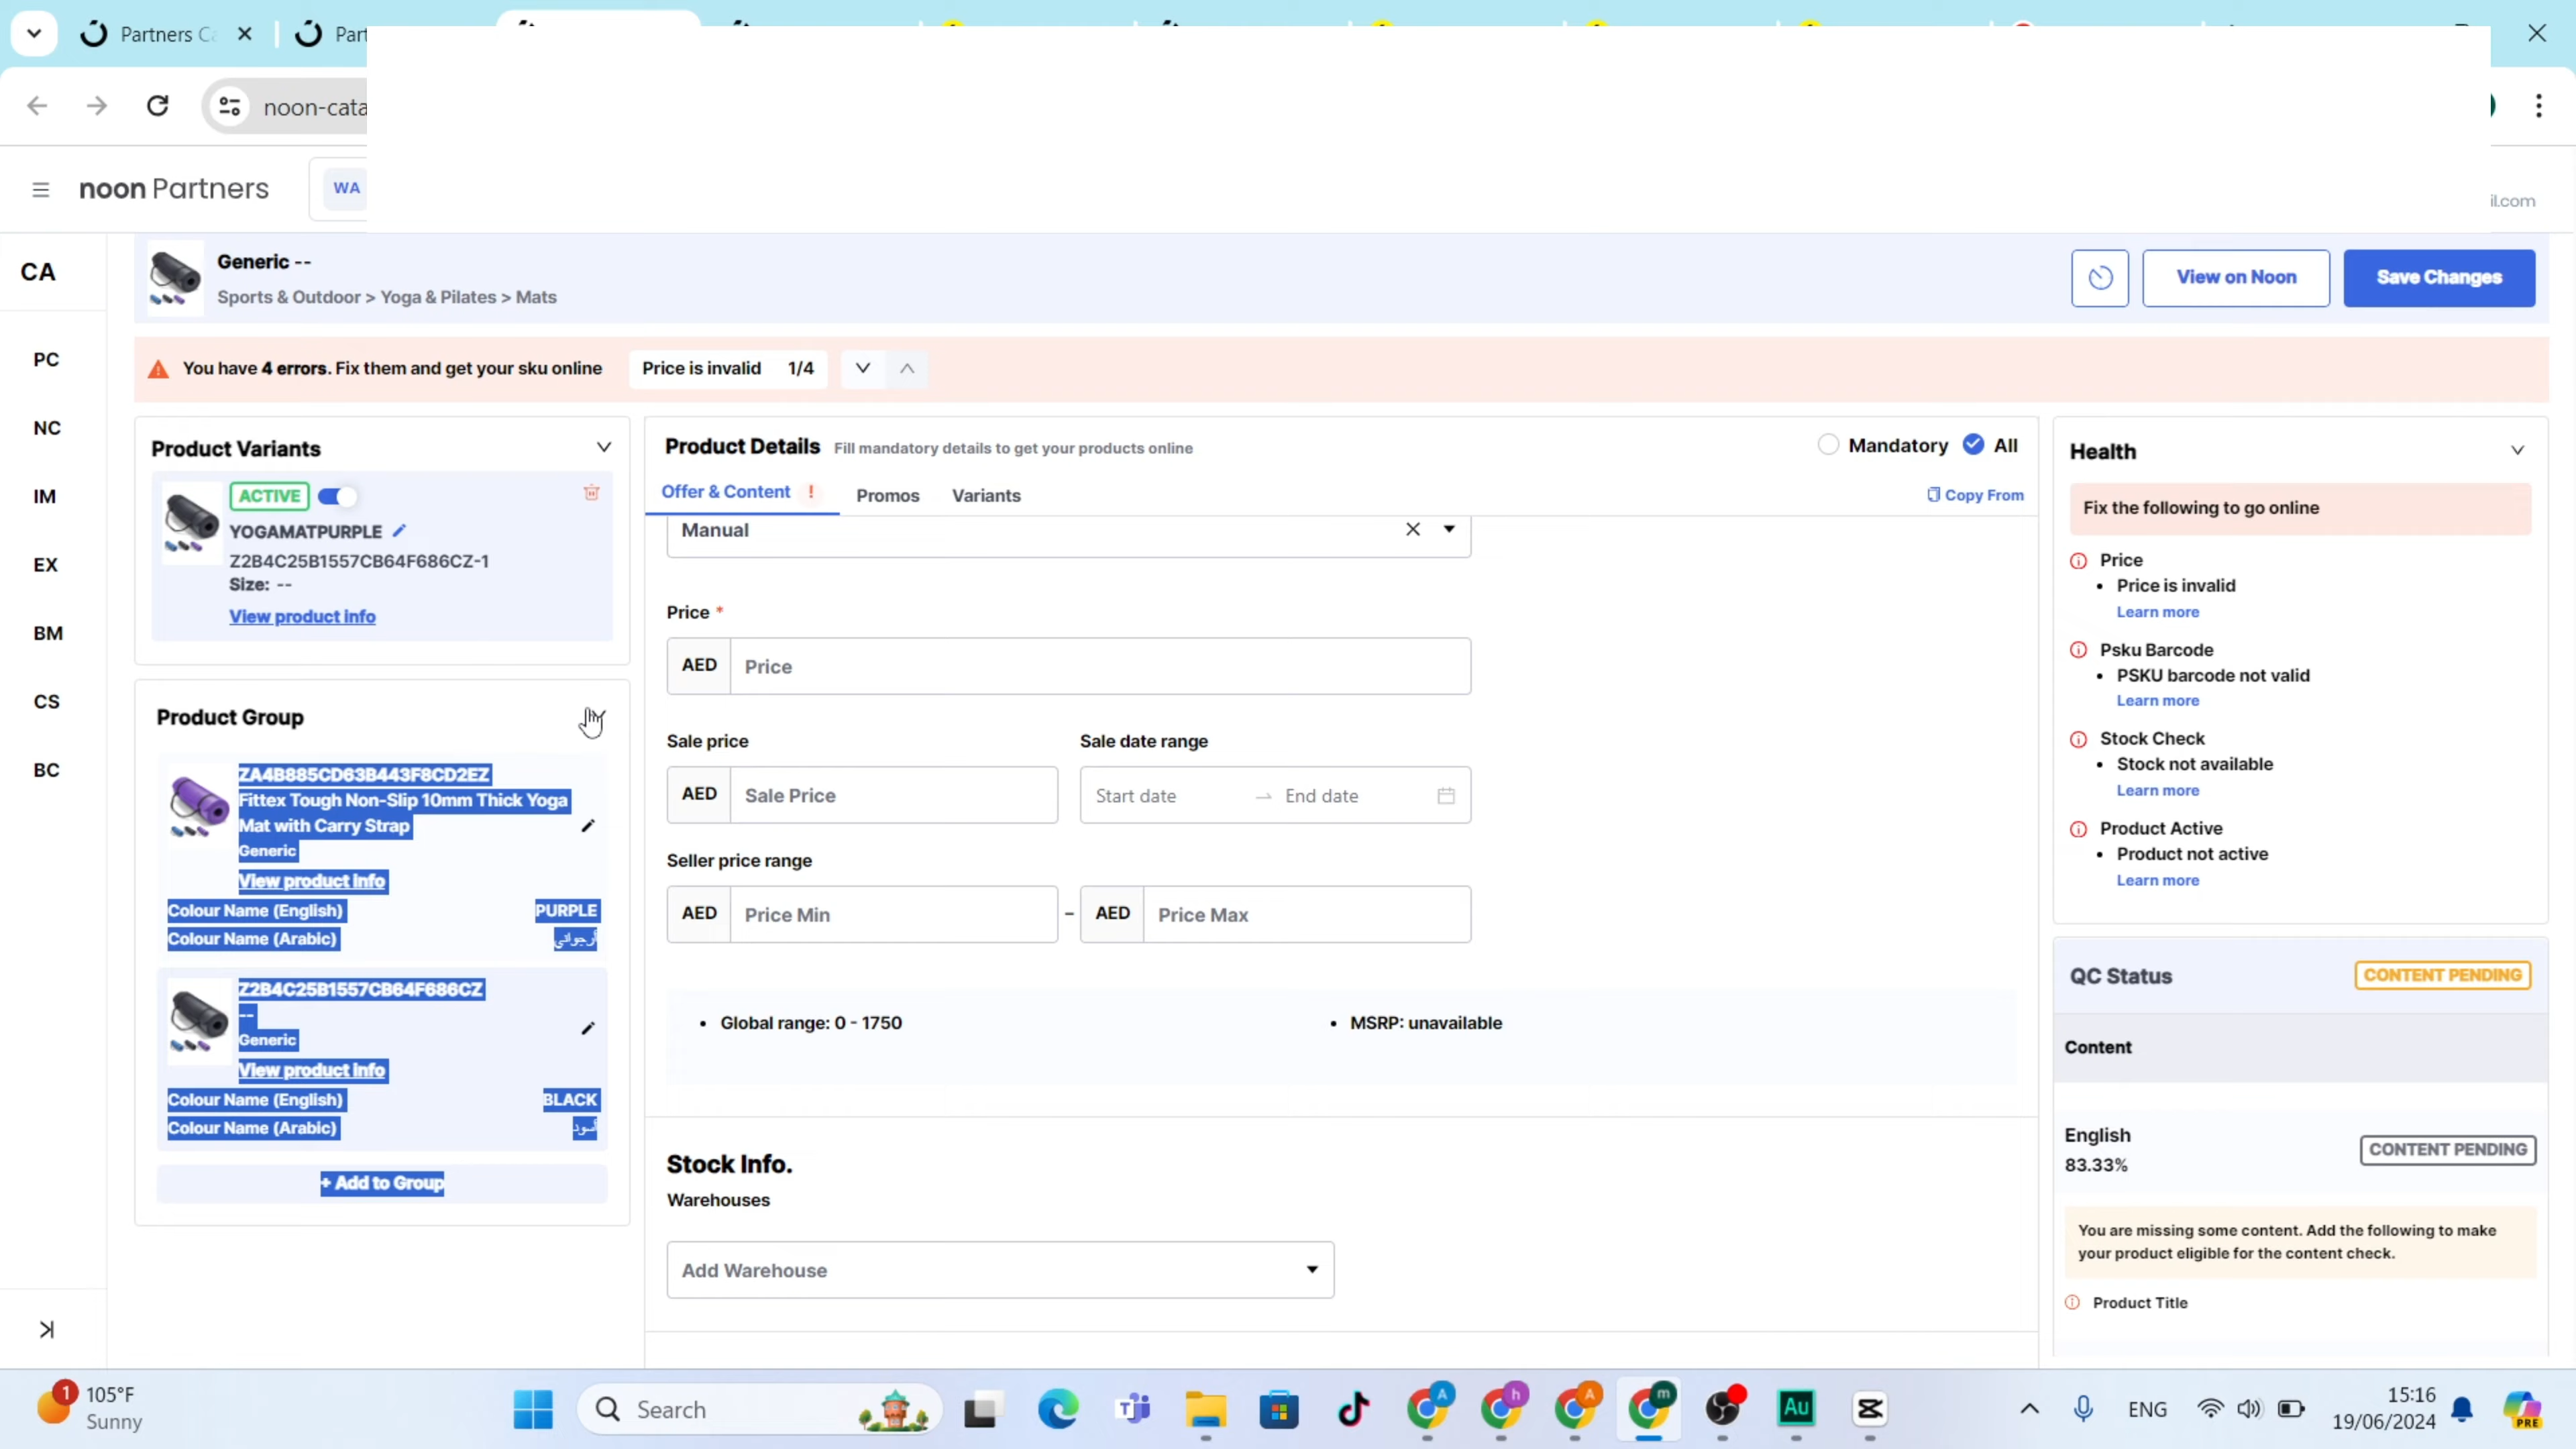 Partners Ca
Part
noon-cata
noon Partners
WA
il.com
CA
PC
NC
IM
EX
BM
CS
BC
Generic --
Sports & Outdoor > Yoga & Pilates > Mats
View on Noon
Save Changes
You have 4 errors. Fix them and get your sku online
Price is invalid 1/4
Product Variants
ACTIVE
YOGAMATPURPLE
Z2B4C25B1557CB64F686CZ-1
Size: --
View product info
Product Group
ZA4B885CD63B443F8CD2EZ
Fittex Tough Non-Slip 10mm Thick Yoga
Mat with Carry Strap
Generic
View product info
Colour Name (English) PURPLE
Colour Name (Arabic) أرجواني
Z2B4C25B1557CB64F686CZ
--
Generic
View product info
Colour Name (English) BLACK
Colour Name (Arabic) أسود
+ Add to Group
Product Details Fill mandatory details to get your products online
Mandatory All
Offer & Content ! Promos Variants
Copy From
Manual
Price *
AED Price
Sale price Sale date range
AED Sale Price
Start date → End date
Seller price range
AED Price Min - AED Price Max
• Global range: 0 - 1750
• MSRP: unavailable
Stock Info.
Warehouses
Add Warehouse
Health
Fix the following to go online
Price
• Price is invalid
Learn more
Psku Barcode
• PSKU barcode not valid
Learn more
Stock Check
• Stock not available
Learn more
Product Active
• Product not active
Learn more
QC Status CONTENT PENDING
Content
English
83.33%
CONTENT PENDING
You are missing some content. Add the following to make
your product eligible for the content check.
Product Title
1
105°F
Sunny
Search
A
h
A
m
Au
ENG
15:16
19/06/2024
PRE